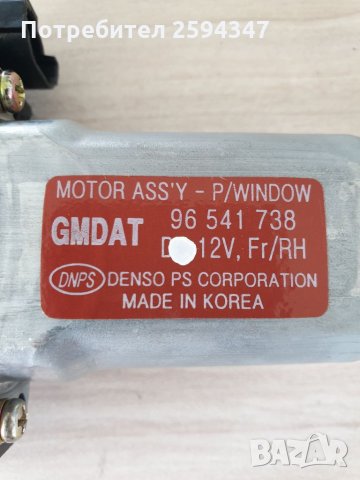 Потребител 2594347
MOTOR ASS'Y - P/WINDOW
GMDAT 96 541 738
12V, Fr/RH
DNPS DENSO PS CORPORATION
MADE IN KOREA
BAZAR